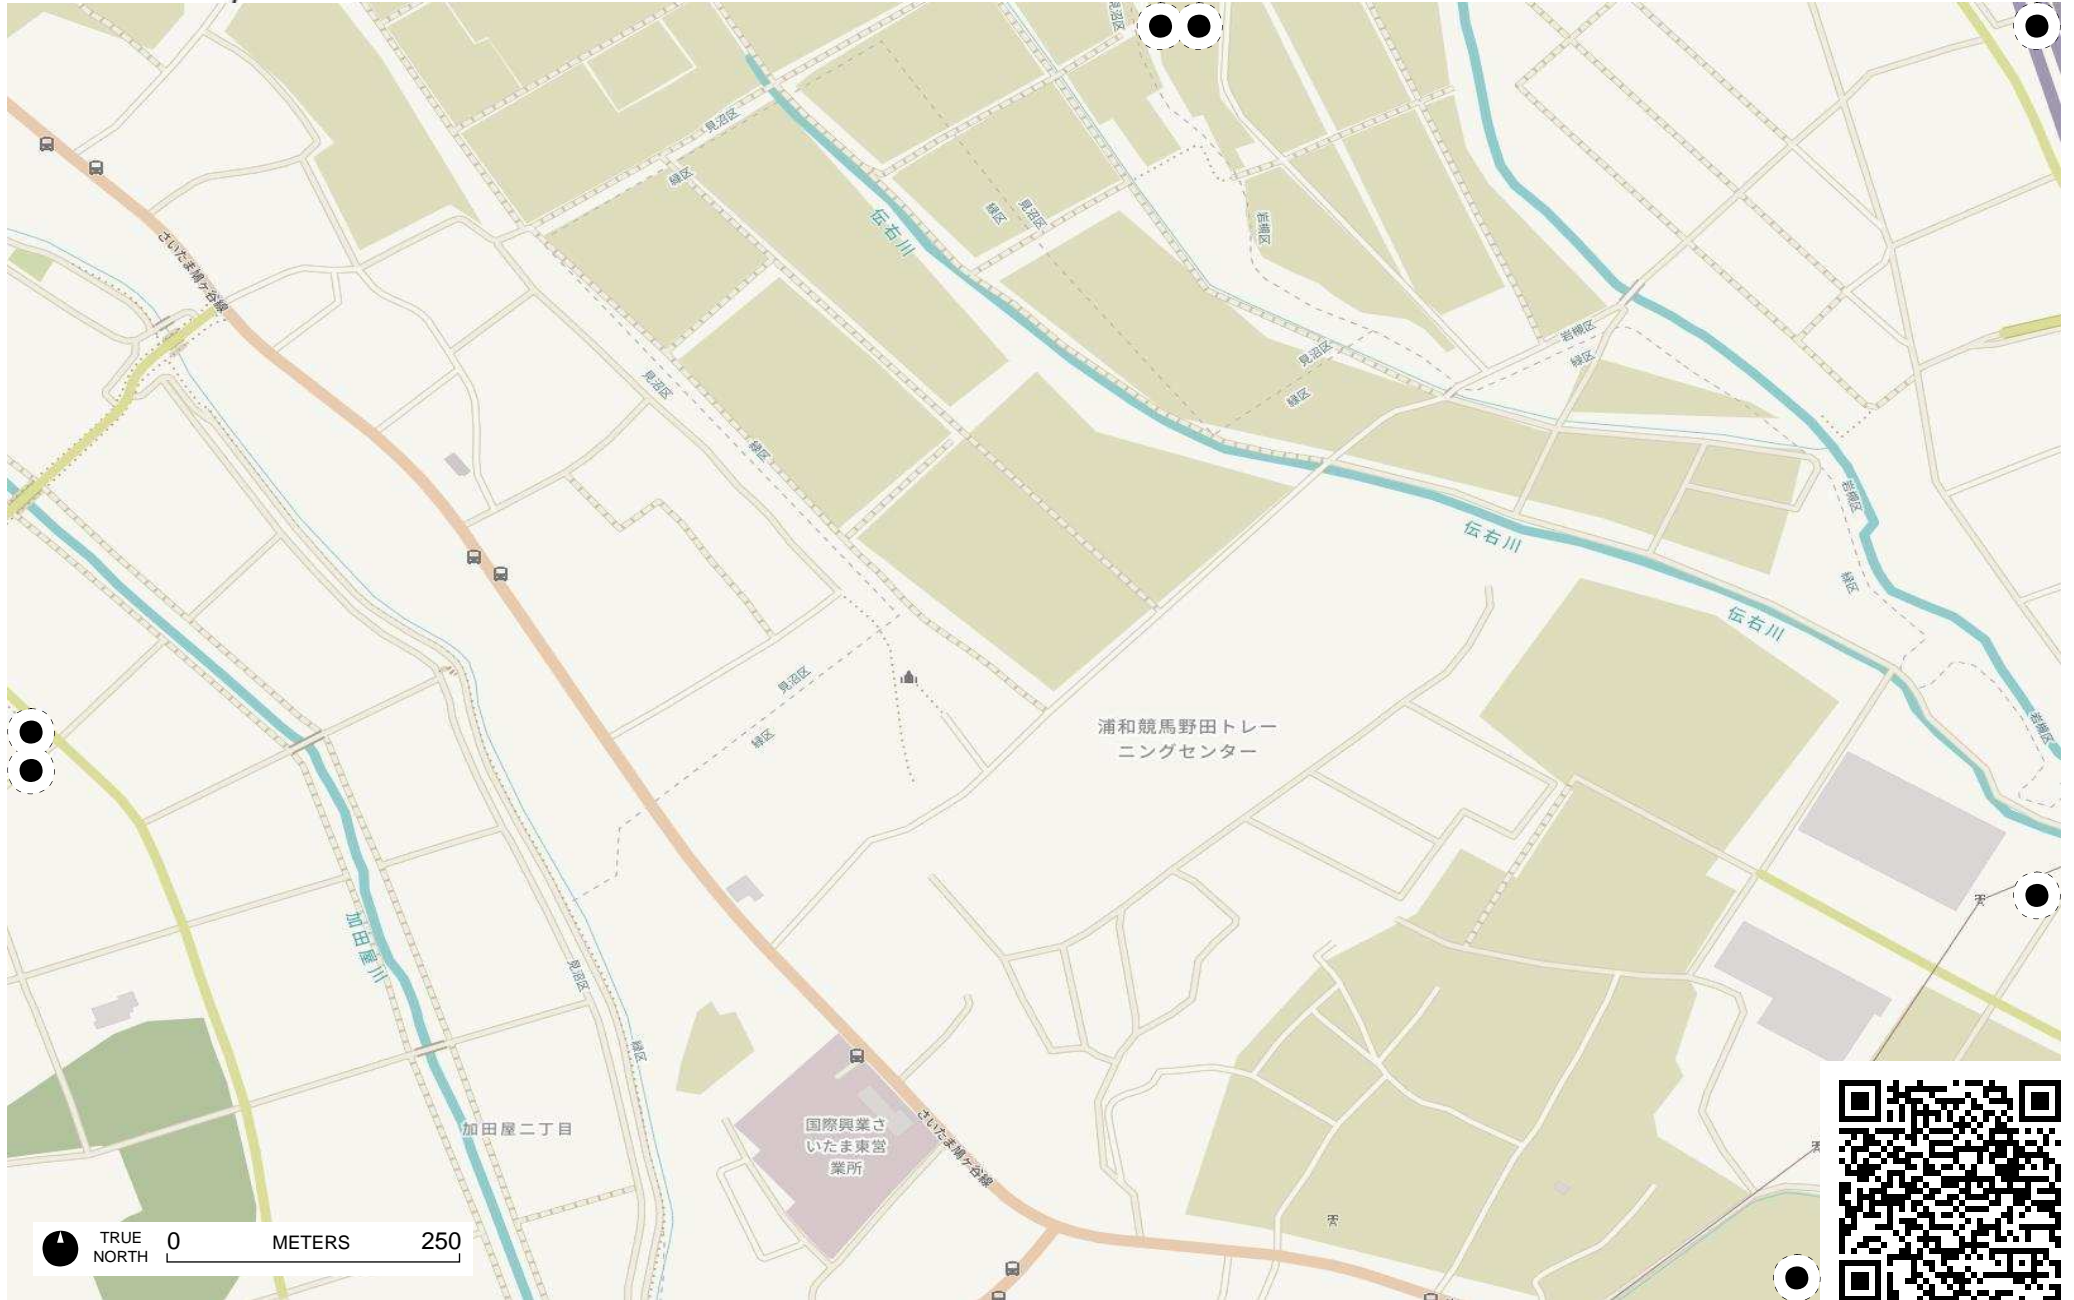 見沼区
見沼区
緑区
緑区
見沼区
岩槻区
伝右川
さいたま鳩ヶ谷線
岩槻区
見沼区
緑区
見沼区
緑区
緑区
岩槻区
伝右川
緑区
伝右川
見沼区
緑区
岩槻区
浦和競馬野田トレー
ニングセンター
加田屋川
見沼区
緑区
加田屋二丁目
国際興業さ
いたま東営
業所
さいたま鳩ヶ谷線
TRUE
NORTH
0 METERS 250